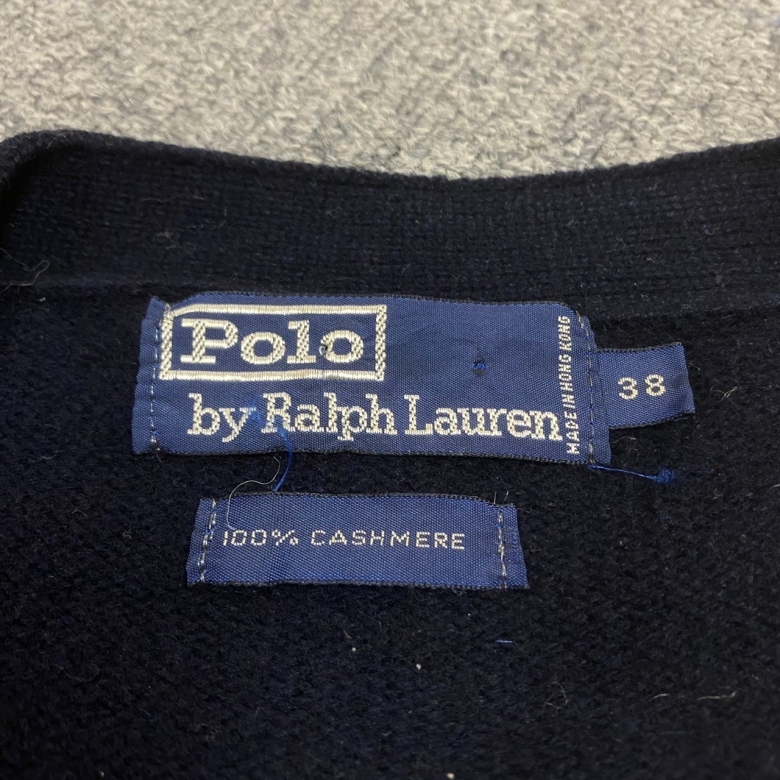 Polo
by Ralph Lauren
MADE IN HONG KONG
38
100% CASHMERE